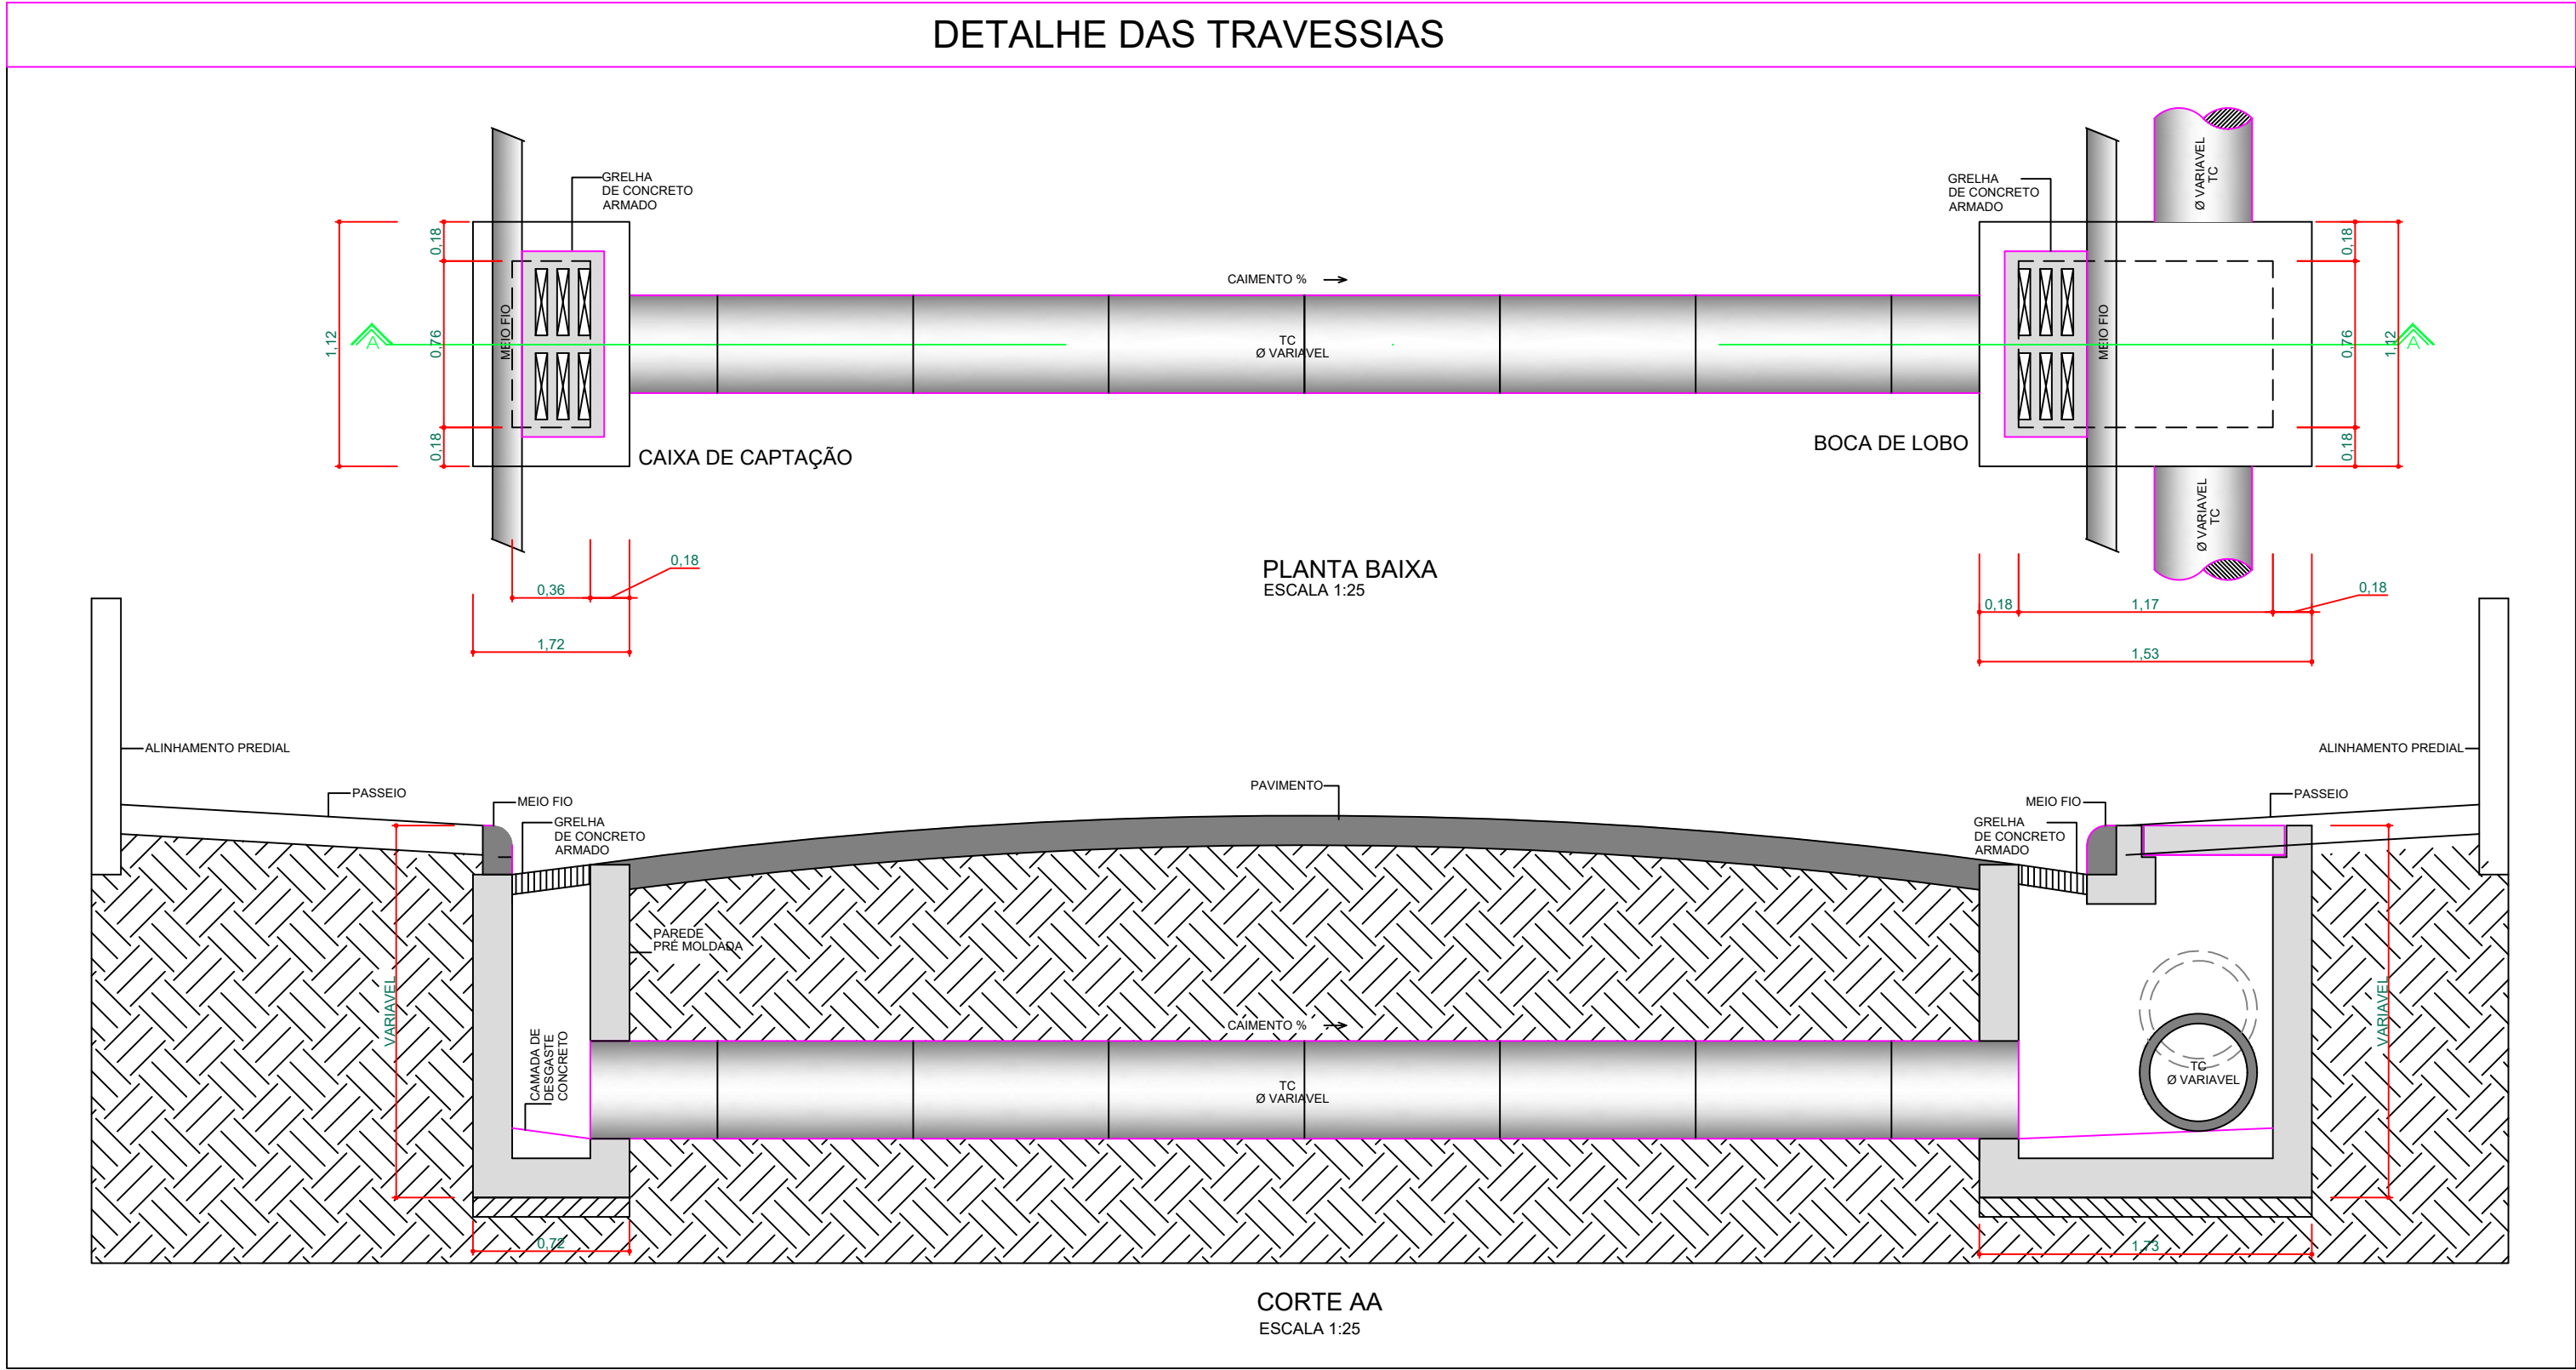 DETALHE DAS TRAVESSIAS
GRELHA
DE CONCRETO
ARMADO
MEIO FIO
1,12
0,18
0,76
0,18
A
CAIXA DE CAPTAÇÃO
0,36
0,18
1,72
CAIMENTO %
TC
Ø VARIAVEL
PLANTA BAIXA
ESCALA 1:25
GRELHA
DE CONCRETO
ARMADO
MEIO FIO
Ø VARIAVEL
TC
Ø VARIAVEL
TC
BOCA DE LOBO
0,18
0,76
0,18
1,12
A
0,18
1,17
0,18
1,53
ALINHAMENTO PREDIAL
PASSEIO
MEIO FIO
GRELHA
DE CONCRETO
ARMADO
PAREDE
PRÉ MOLDADA
VARIAVEL
CAMADA DE
DESGASTE
CONCRETO
0,72
PAVIMENTO
CAIMENTO %
TC
Ø VARIAVEL
ALINHAMENTO PREDIAL
PASSEIO
MEIO FIO
GRELHA
DE CONCRETO
ARMADO
TC
Ø VARIAVEL
VARIAVEL
1,73
CORTE AA
ESCALA 1:25